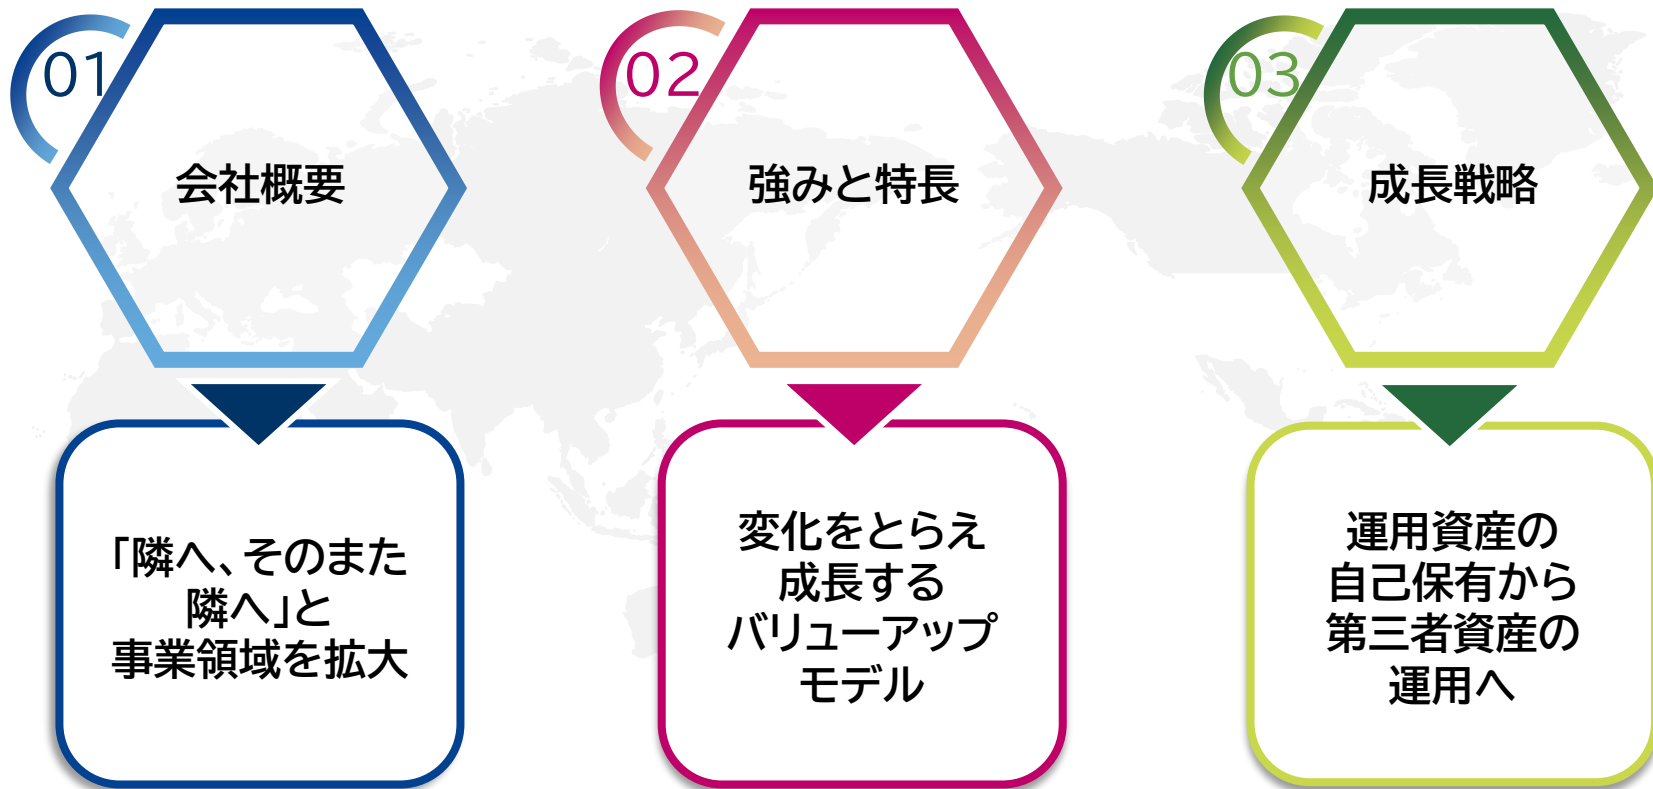 01
会社概要
「隣へ、そのまた
隣へ」と
事業領域を拡大
02
強みと特長
変化をとらえ
成長する
バリューアップ
モデル
03
成長戦略
運用資産の
自己保有から
第三者資産の
運用へ